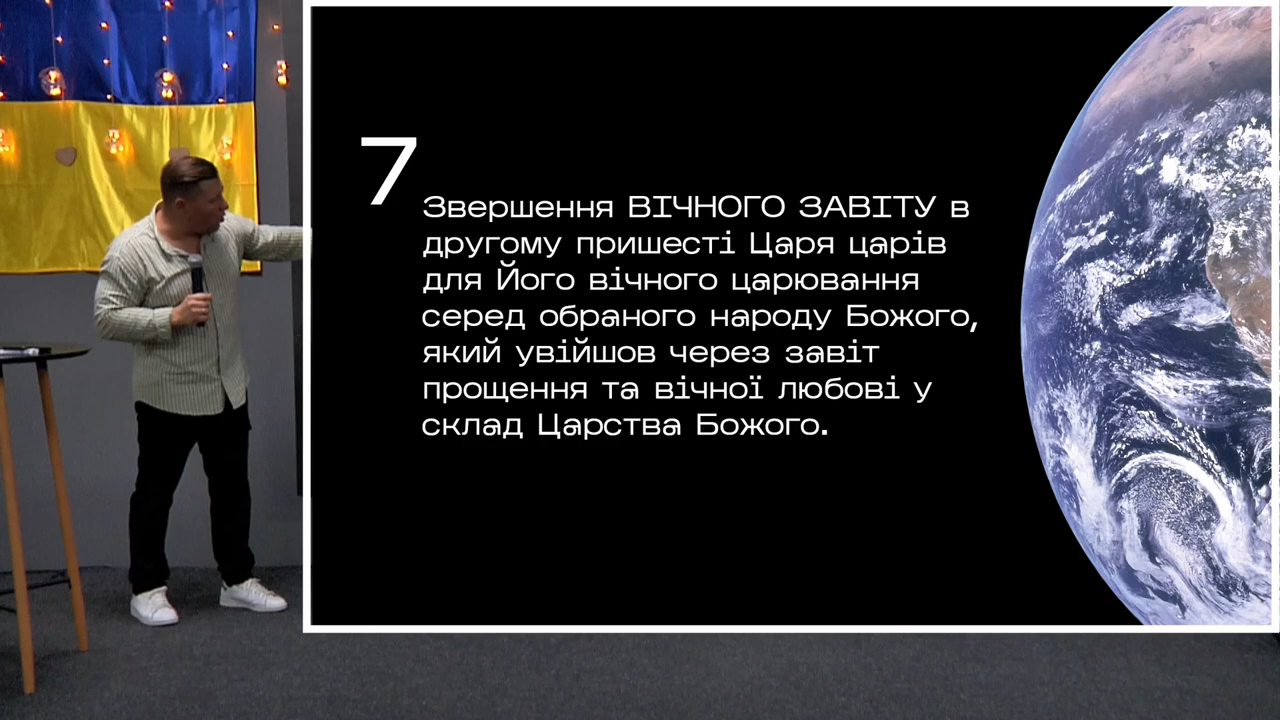 7
Звершення ВІЧНОГО ЗАВІТУ в
другому пришесті Царя царів
для Його вічного царювання
серед обраного народу Божого,
який увійшов через завіт
прощення та вічної любові у
склад Царства Божого.